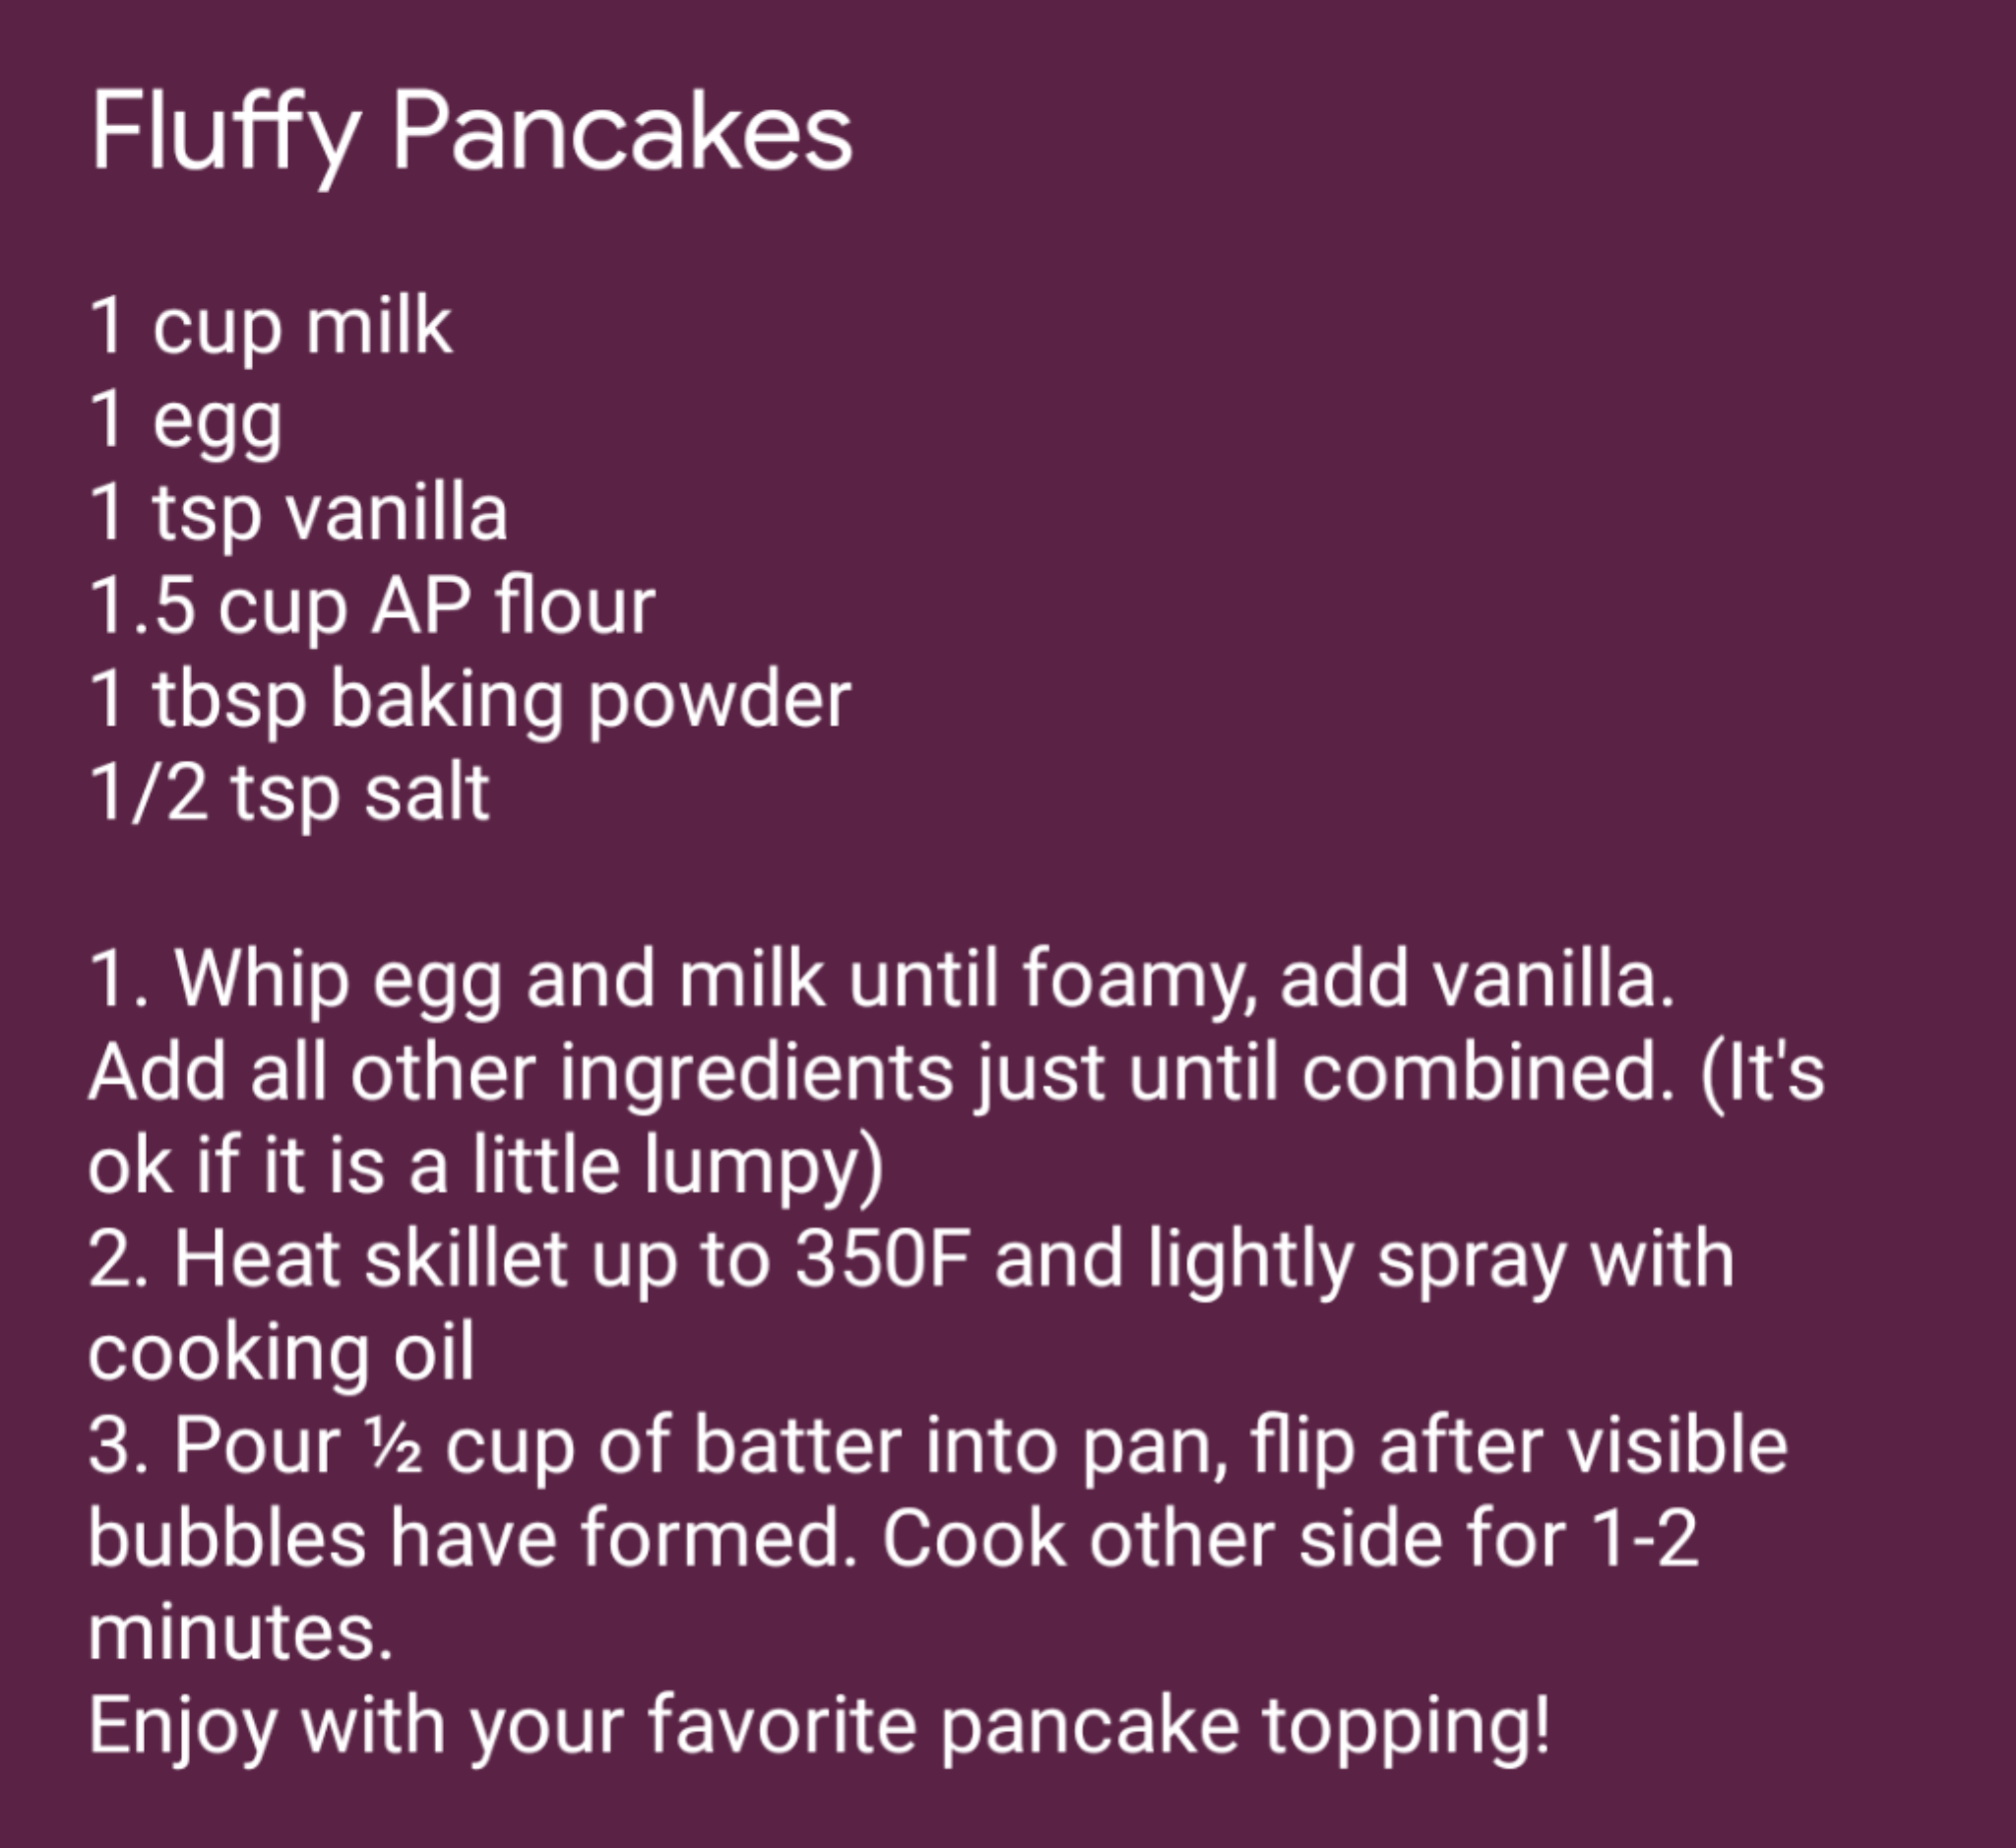 Fluffy Pancakes
1 cup milk
1 egg
1 tsp vanilla
1.5 cup AP flour
1 tbsp baking powder
1/2 tsp salt
1. Whip egg and milk until foamy, add vanilla.
Add all other ingredients just until combined. (It's
ok if it is a little lumpy)
2. Heat skillet up to 350F and lightly spray with
cooking oil
3. Pour ½ cup of batter into pan, flip after visible
bubbles have formed. Cook other side for 1-2
minutes.
Enjoy with your favorite pancake topping!